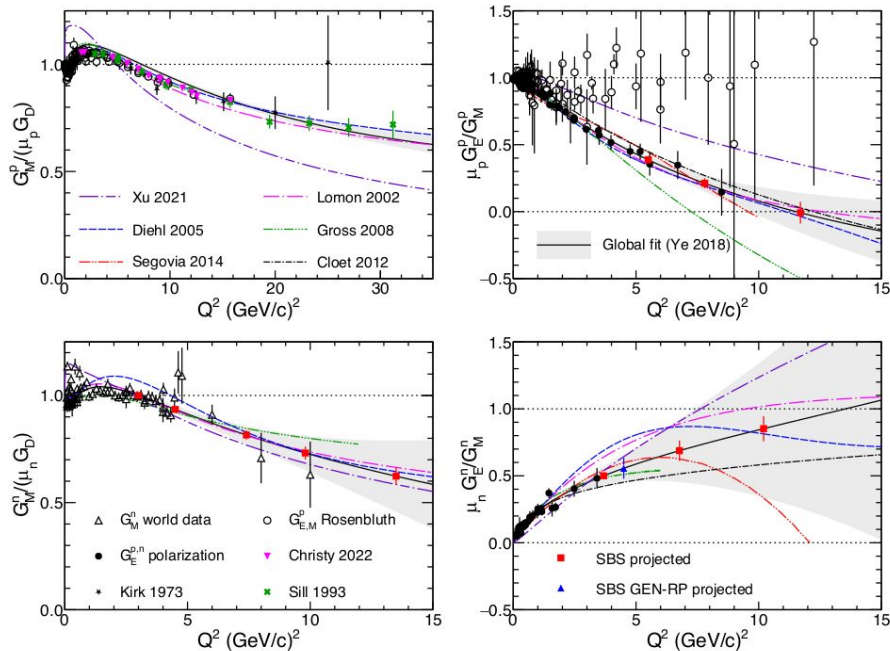 G_M^p/(μ_p G_D)
1.0
0.5
0.0
Xu 2021
Lomon 2002
Diehl 2005
Gross 2008
Segovia 2014
Cloet 2012
0 10 20 30
Q² (GeV/c)²
μ_p G_E^p/G_M^p
1.5
1.0
0.5
0.0
−0.5
Global fit (Ye 2018)
0 5 10 15
Q² (GeV/c)²
G_M^n/(μ_n G_D)
1.0
0.5
0.0
G_M^n world data
G_{E,M}^p Rosenbluth
G_E^{p,n} polarization
Christy 2022
Kirk 1973
Sill 1993
0 5 10 15
Q² (GeV/c)²
μ_n G_E^n/G_M^n
1.5
1.0
0.5
0.0
−0.5
SBS projected
SBS GEN-RP projected
0 5 10 15
Q² (GeV/c)²